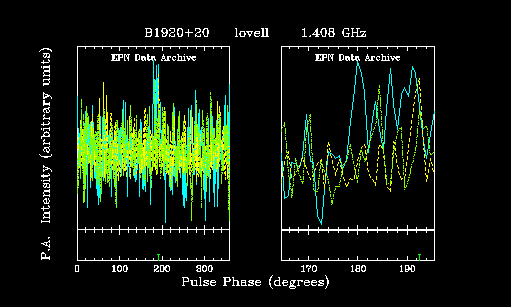 B1920+20 lovell 1.408 GHz
EPN Data Archive EPN Data Archive
P.A. Intensity (arbitrary units)
0 100 200 300 170 180 190
Pulse Phase (degrees)